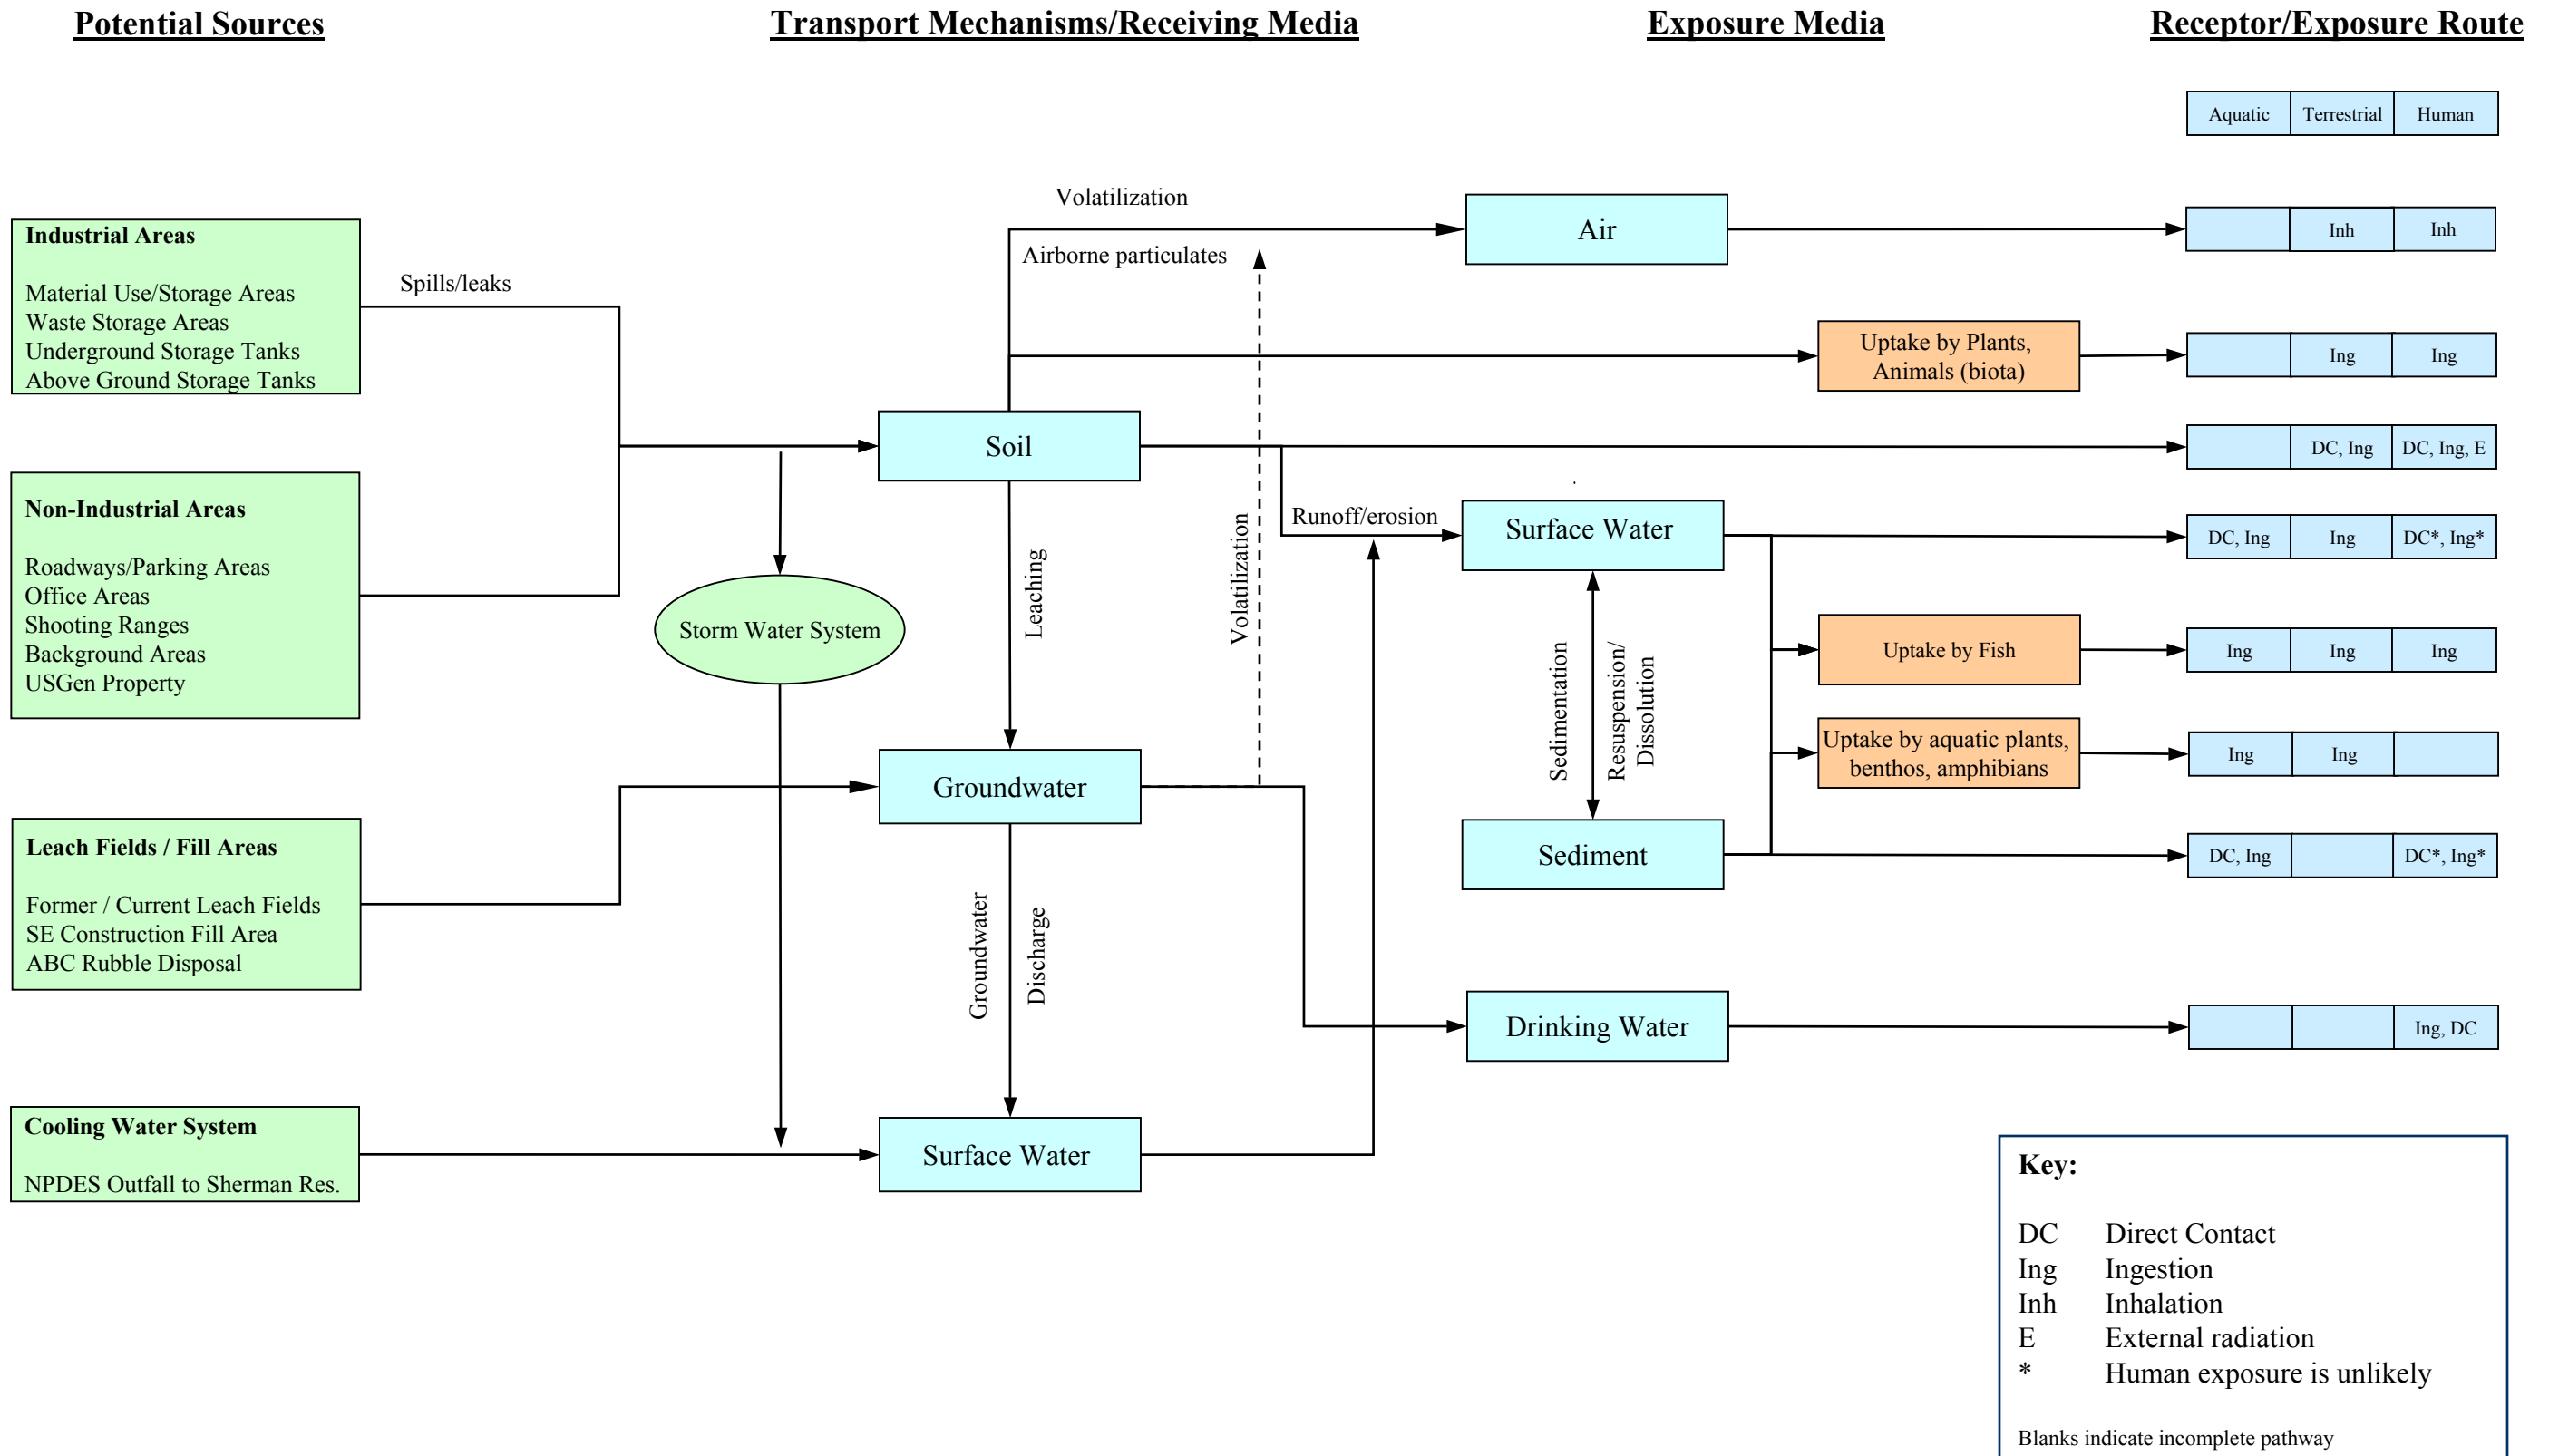 Potential Sources
Transport Mechanisms/Receiving Media
Exposure Media
Receptor/Exposure Route
Aquatic
Terrestrial
Human
Industrial Areas
Material Use/Storage Areas
Waste Storage Areas
Underground Storage Tanks
Above Ground Storage Tanks
Spills/leaks
Non-Industrial Areas
Roadways/Parking Areas
Office Areas
Shooting Ranges
Background Areas
USGen Property
Leach Fields / Fill Areas
Former / Current Leach Fields
SE Construction Fill Area
ABC Rubble Disposal
Cooling Water System
NPDES Outfall to Sherman Res.
Storm Water System
Volatilization
Airborne particulates
Soil
Leaching
Volatilization
Groundwater
Groundwater
Discharge
Surface Water
Runoff/erosion
Air
Inh
Inh
Uptake by Plants,
Animals (biota)
Ing
Ing
DC, Ing
DC, Ing, E
Surface Water
DC, Ing
Ing
DC*, Ing*
Sedimentation
Resuspension/
Dissolution
Uptake by Fish
Ing
Ing
Ing
Uptake by aquatic plants,
benthos, amphibians
Ing
Ing
Sediment
DC, Ing
DC*, Ing*
Drinking Water
Ing, DC
Key:
DC Direct Contact
Ing Ingestion
Inh Inhalation
E External radiation
* Human exposure is unlikely
Blanks indicate incomplete pathway